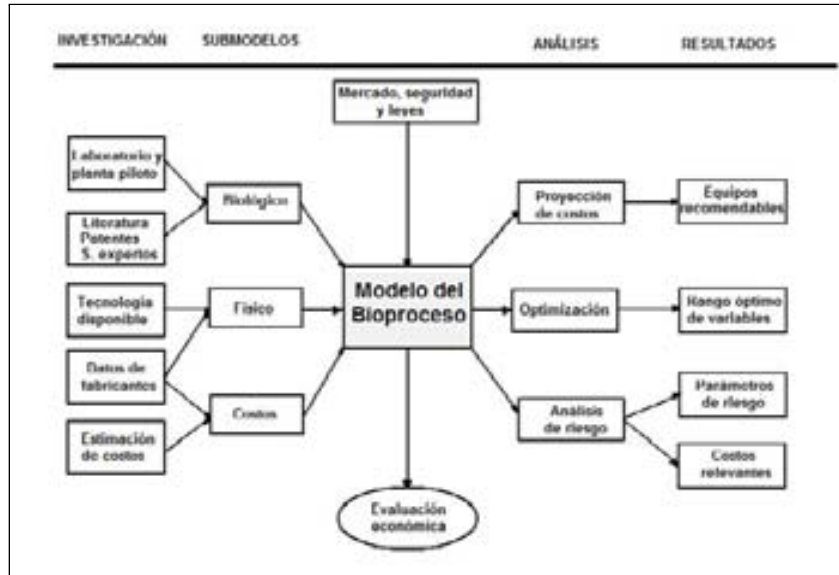 INVESTIGACIÓN
SUBMODELOS
ANÁLISIS
RESULTADOS
Mercado, seguridad
y leyes
Laboratorio y
planta piloto
Literatura
Patentes
S. expertos
Tecnología
disponible
Datos de
fabricantes
Estimación
de costos
Biológico
Físico
Costos
Modelo del
Bioproceso
Evaluación
económica
Proyección
de costos
Optimización
Análisis
de riesgo
Equipos
recomendables
Rango óptimo
de variables
Parámetros
de riesgo
Costos
relevantes